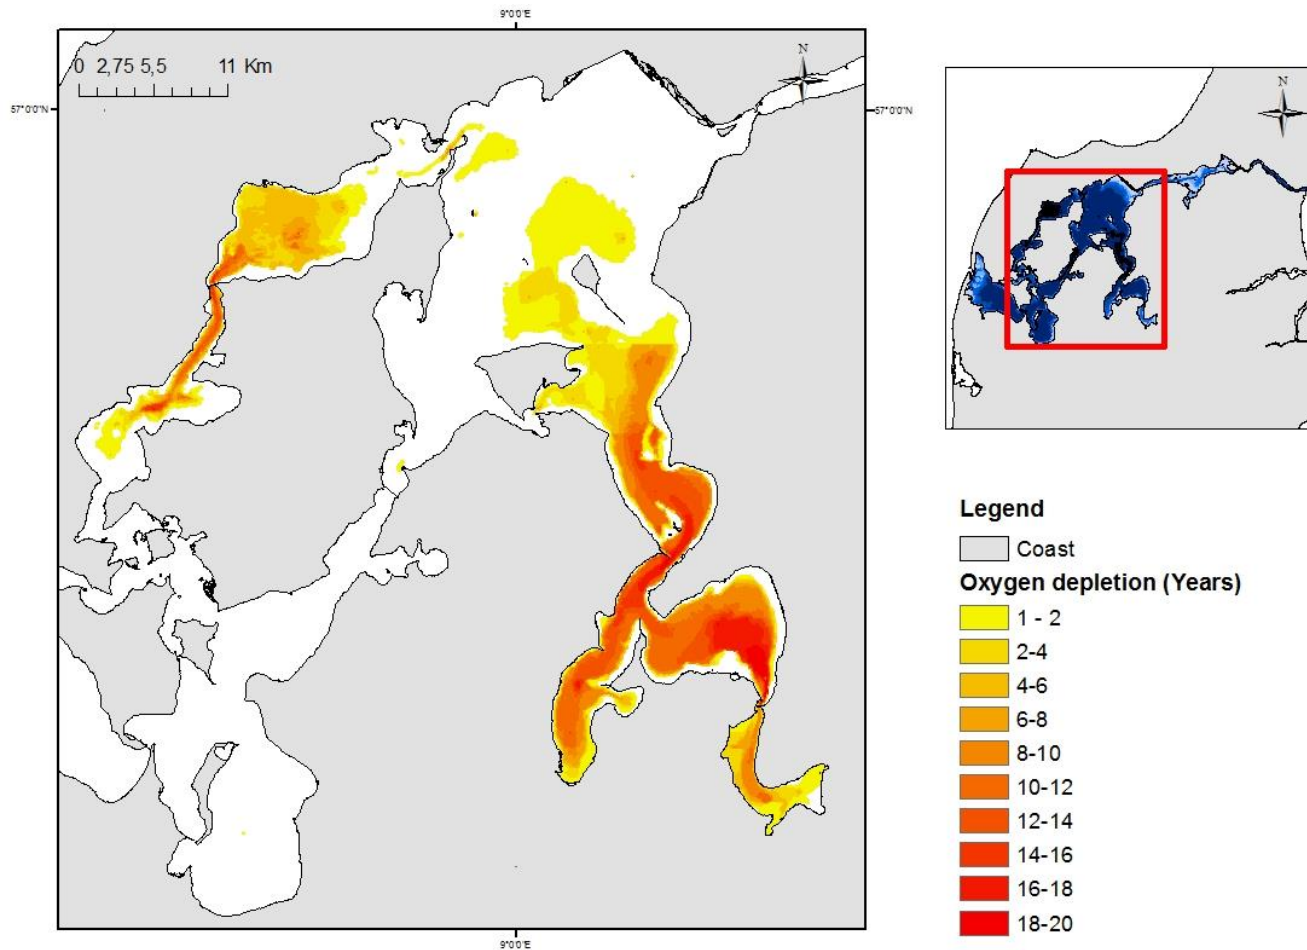 9°0'0"E
0 2,75 5,5 11 Km
N
57°0'0"N
57°0'0"N
N
Legend
Coast
Oxygen depletion (Years)
1 - 2
2-4
4-6
6-8
8-10
10-12
12-14
14-16
16-18
18-20
9°0'0"E